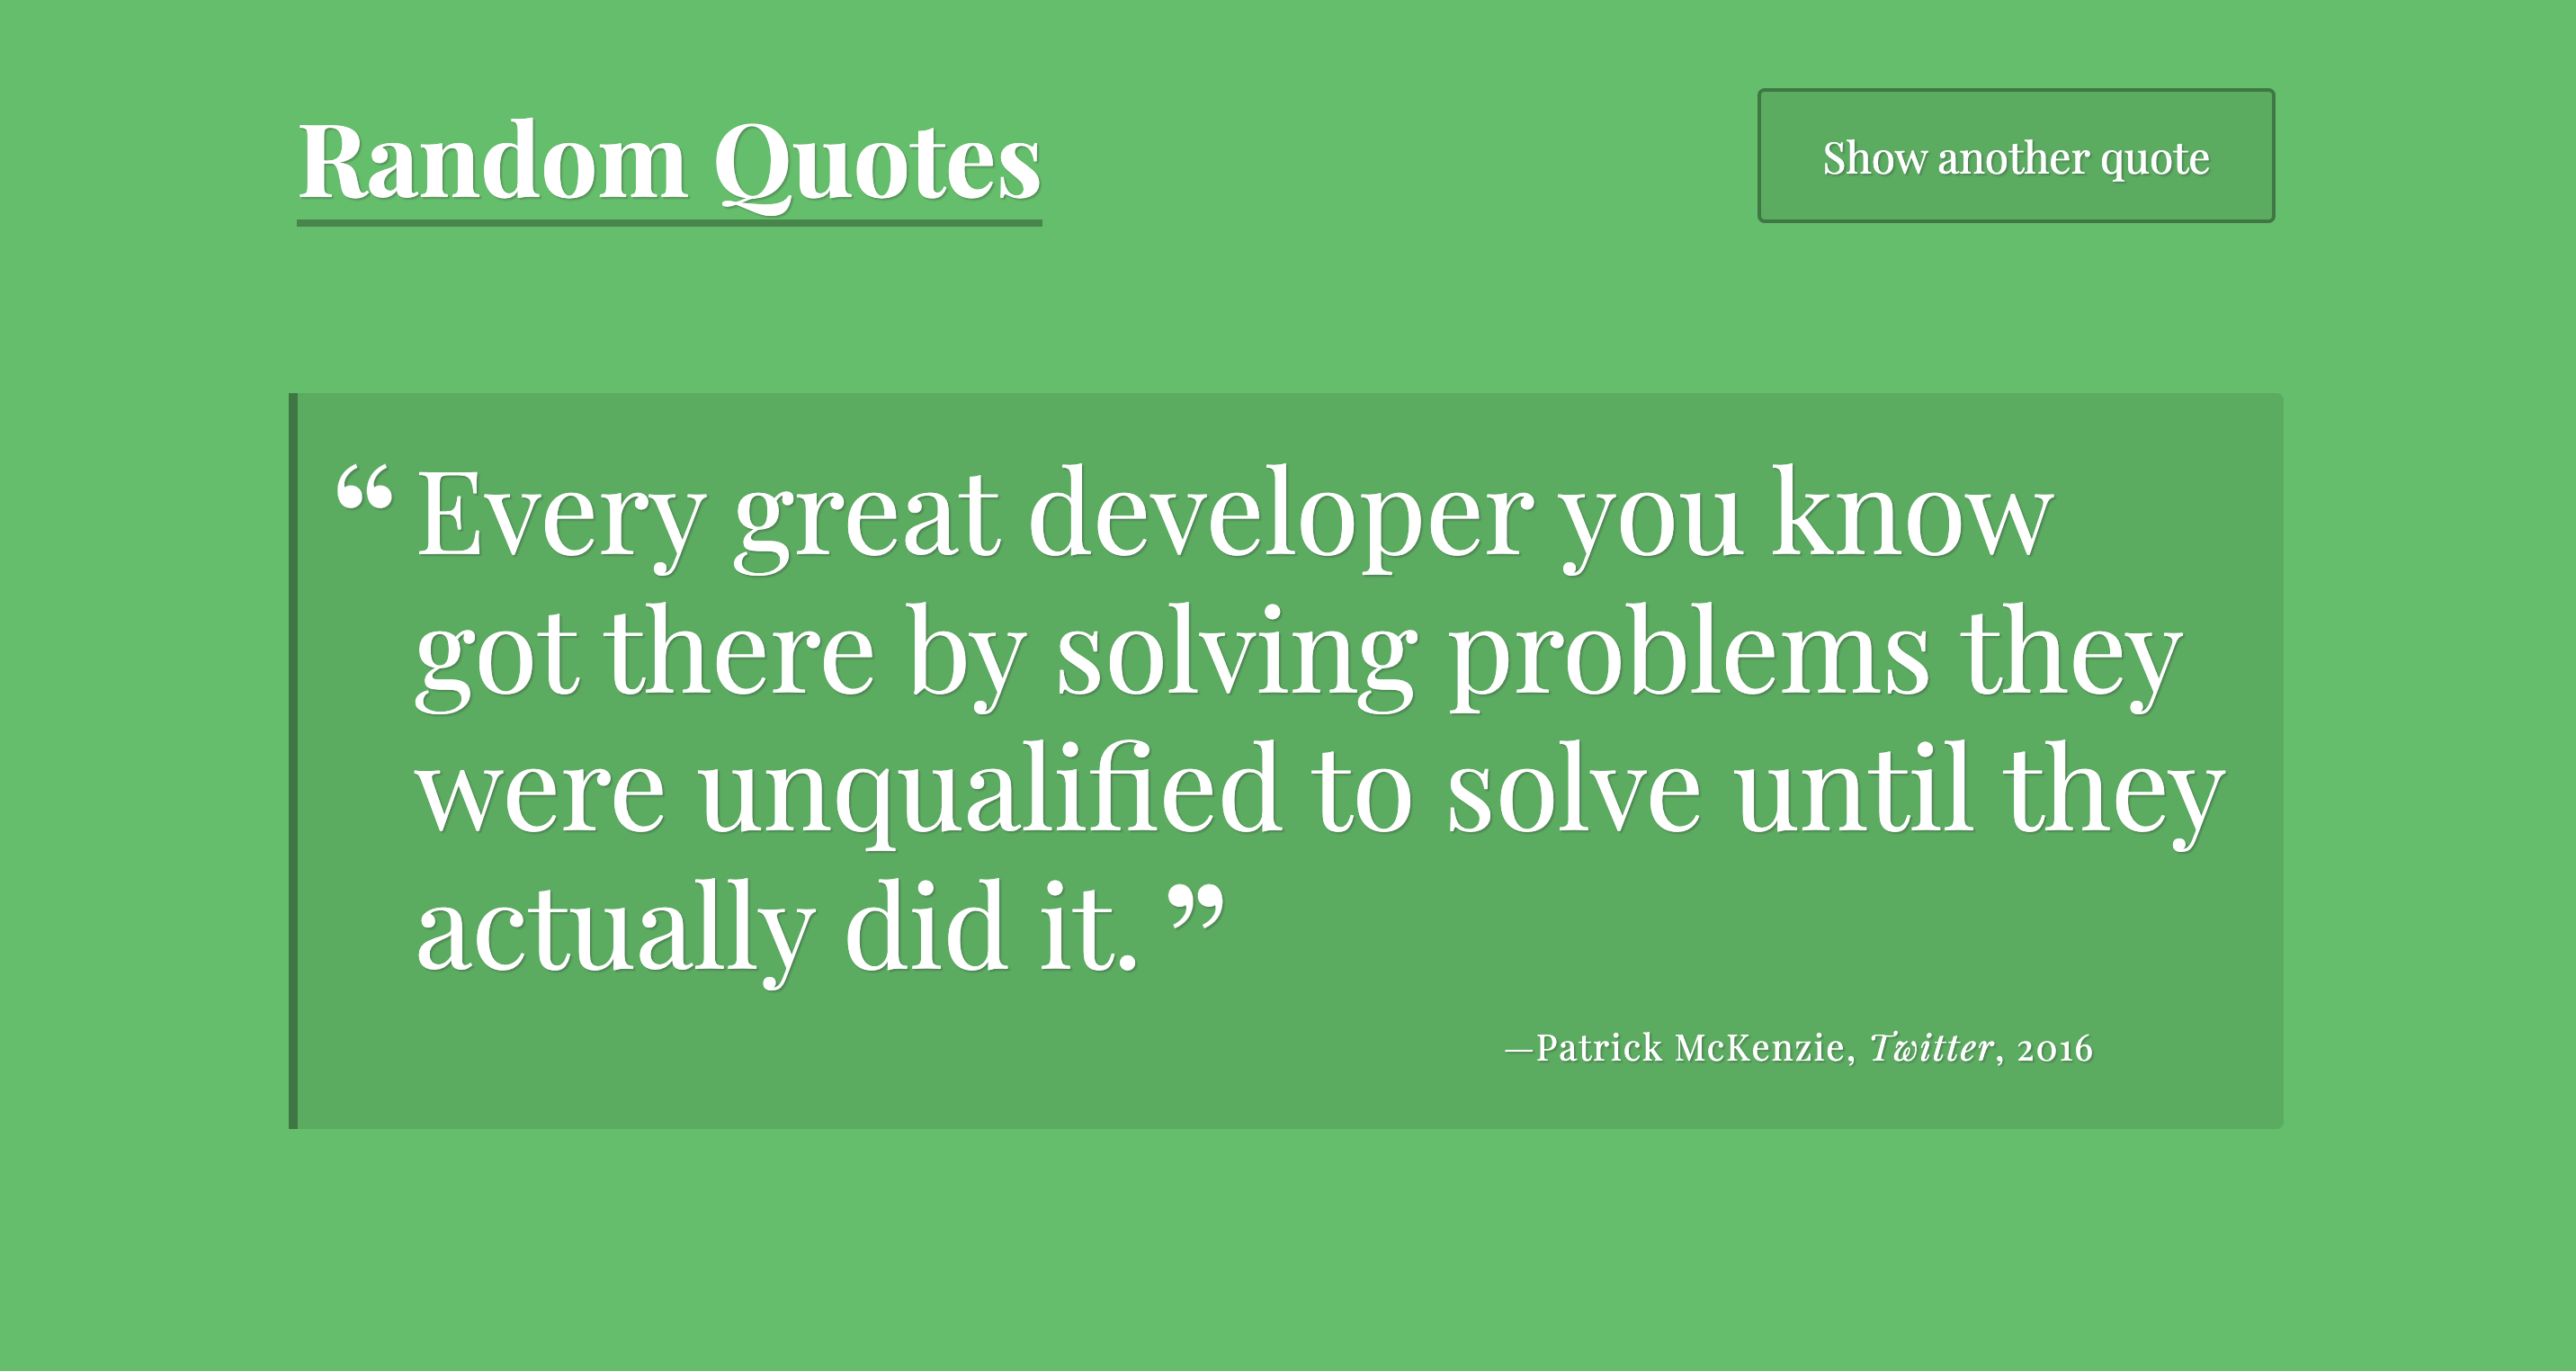 Random Quotes
Show another quote
“Every great developer you know
got there by solving problems they
were unqualified to solve until they
actually did it.”
—Patrick McKenzie, Twitter, 2016